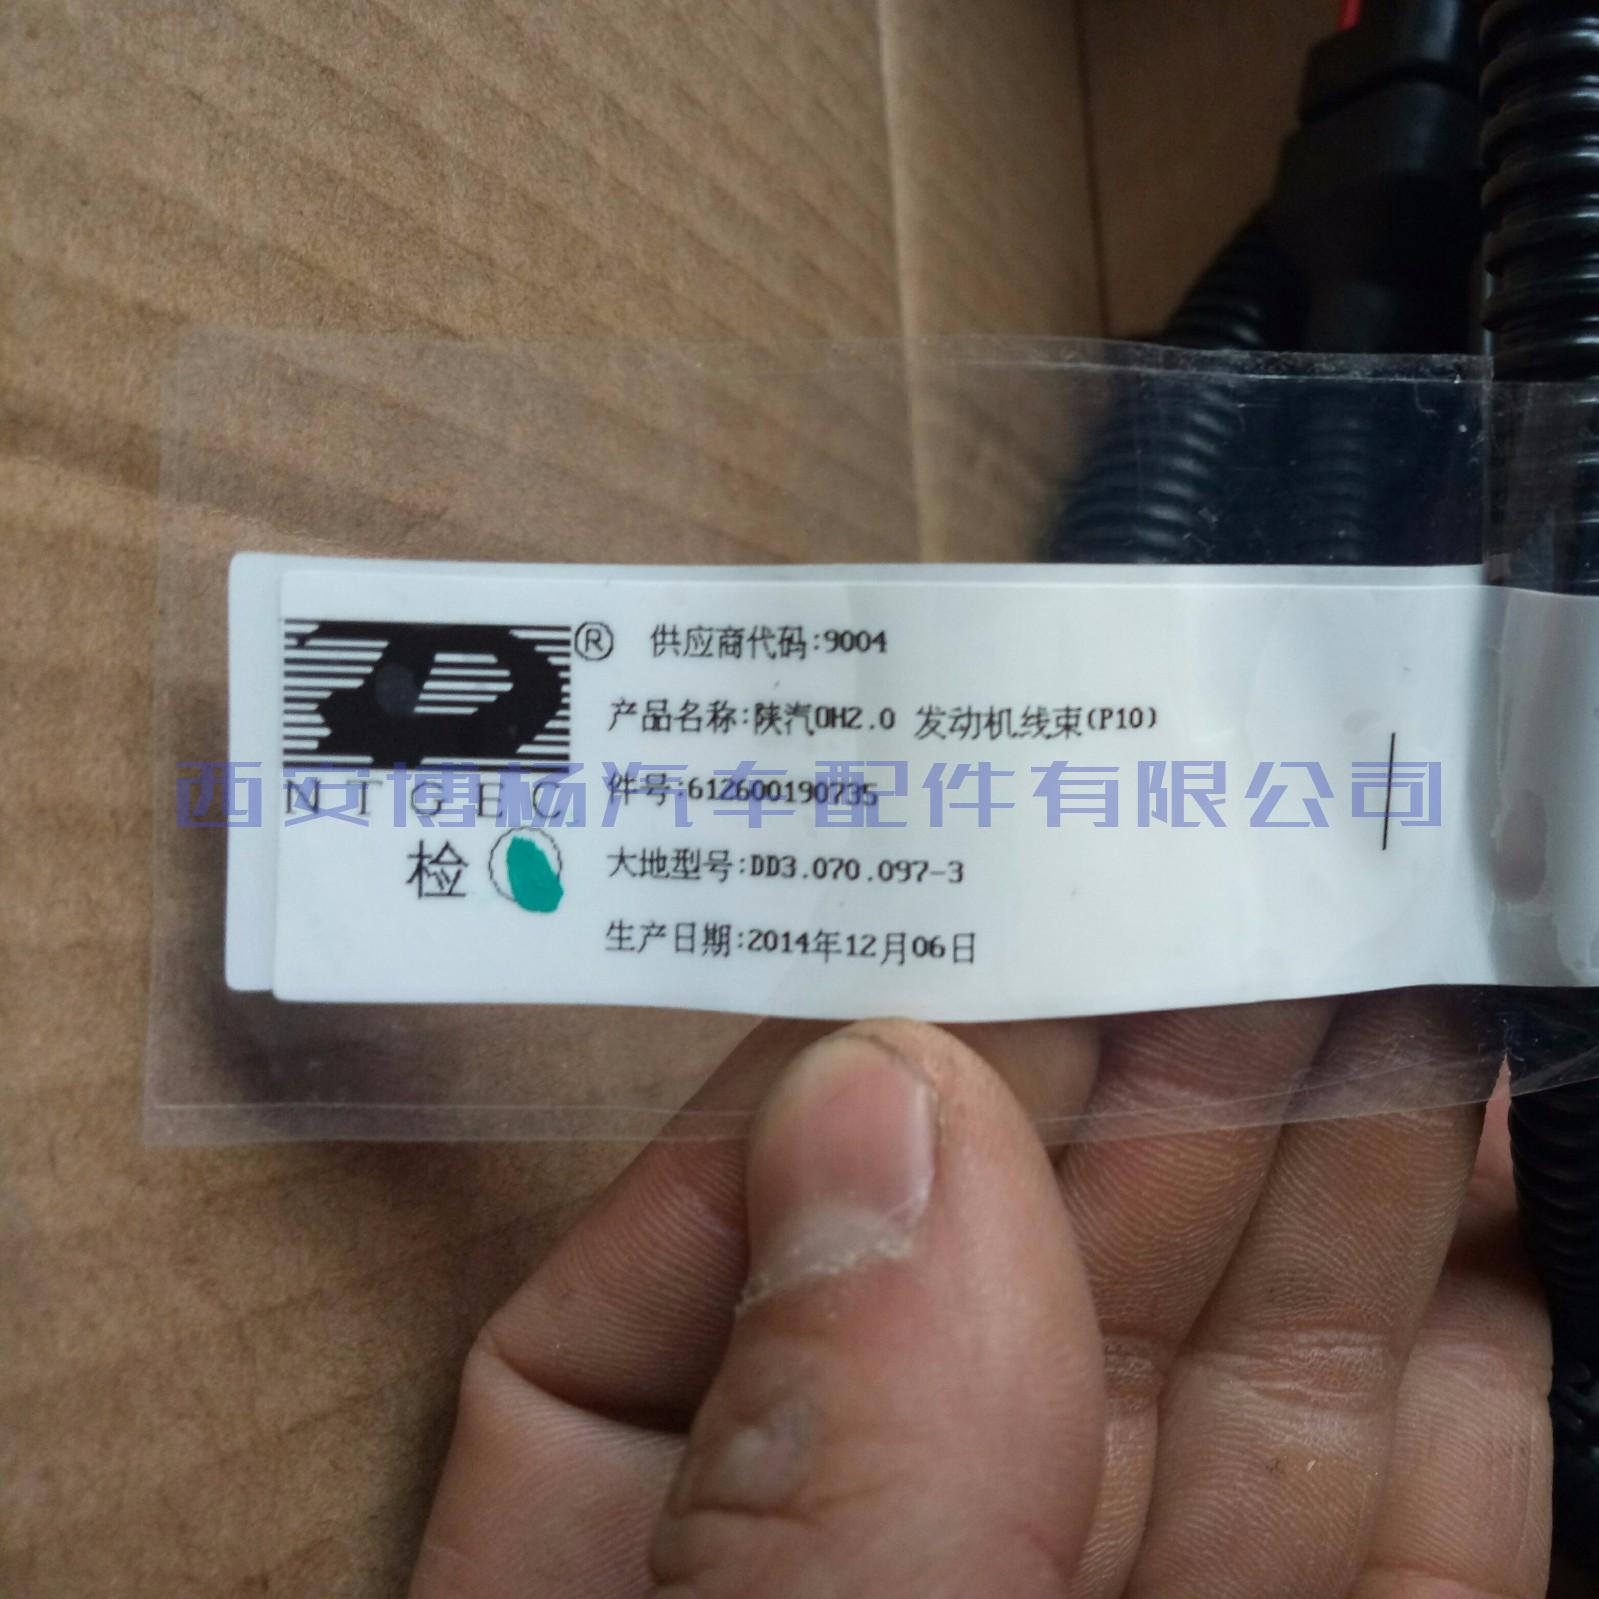 ® 供应商代码:9004
产品名称:陕汽OH2.0 发动机线束(P10)
西安博杨汽车配件有限公司
NTGEC
件号:612600190735
检
大地型号:DD3.070.097-3
生产日期:2014年12月06日